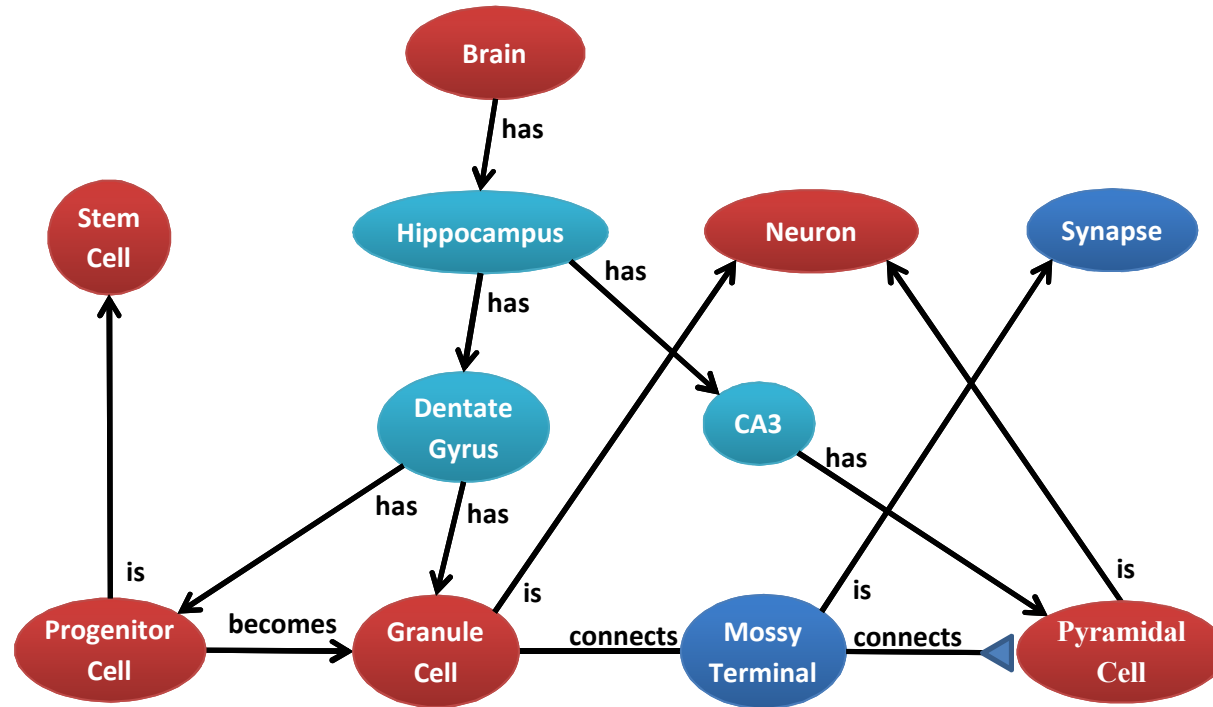 Brain
has
Stem
Cell
Hippocampus
Neuron
Synapse
has
has
Dentate
Gyrus
CA3
has
has
has
is
is
is
is
Progenitor
Cell
becomes
Granule
Cell
connects
Mossy
Terminal
connects
Pyramidal
Cell